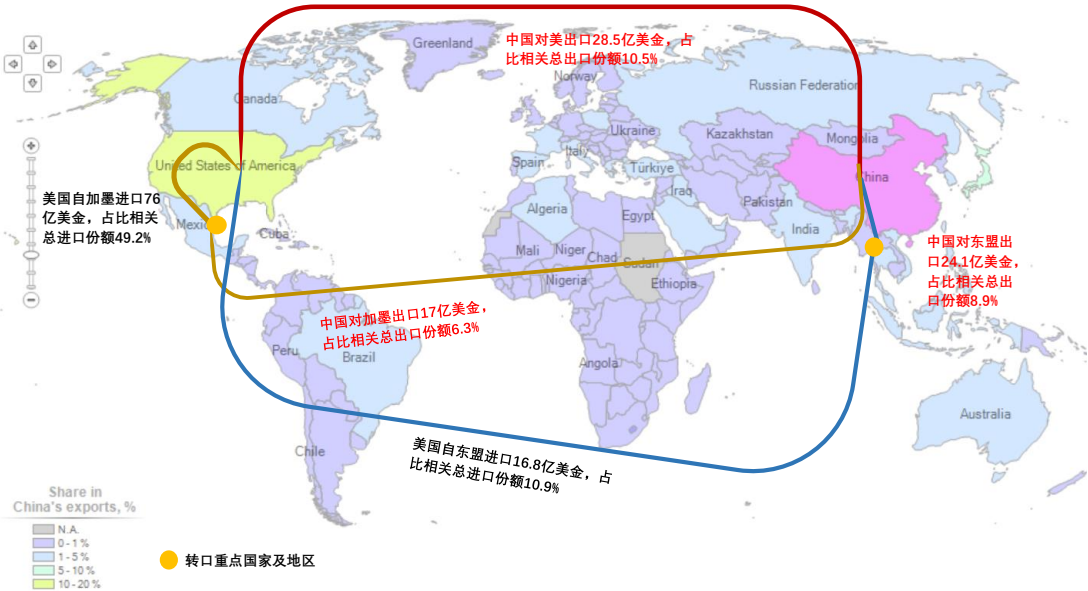 中国对美出口28.5亿美金，占
比相关总出口份额10.5%
Greenland
Norway
Russian Federation
Canada
Ukraine
Kazakhstan
Mongolia
Italy
Spain
Türkiye
United States of America
China
Iraq
Pakistan
美国自加墨进口76
亿美金，占比相关
总进口份额49.2%
Mexico
Cuba
Algeria
Egypt
India
Mali
Niger
Chad
Sudan
Nigeria
Ethiopia
中国对东盟出
口24.1亿美金，
占比相关总出
口份额8.9%
中国对加墨出口17亿美金，
占比相关总出口份额6.3%
Peru
Brazil
Angola
Australia
Chile
美国自东盟进口16.8亿美金，占
比相关总进口份额10.9%
Share in
China's exports, %
N.A.
0-1%
1-5%
5-10%
10-20%
转口重点国家及地区